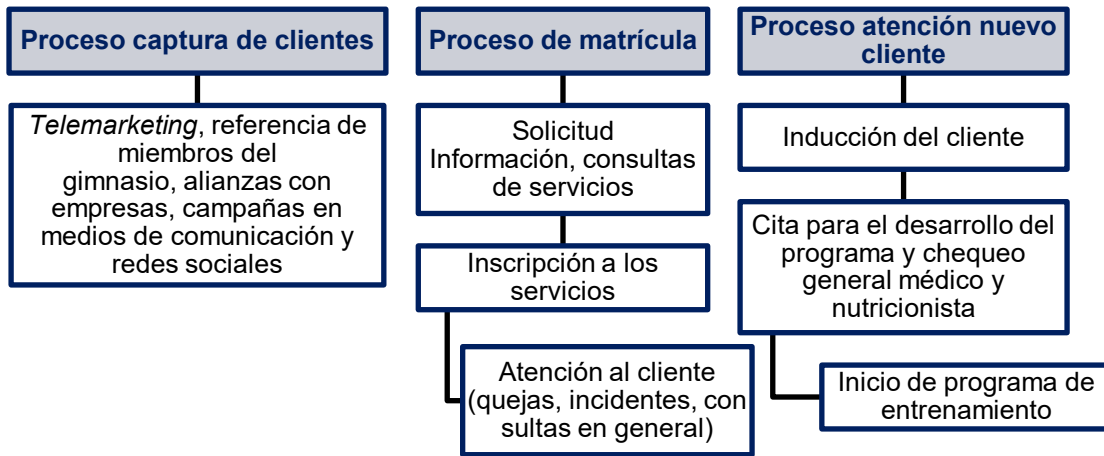 Proceso captura de clientes
Telemarketing, referencia de
miembros del
gimnasio, alianzas con
empresas, campañas en
medios de comunicación y
redes sociales
Proceso de matrícula
Solicitud
Información, consultas
de servicios
Inscripción a los
servicios
Atención al cliente
(quejas, incidentes, con
sultas en general)
Proceso atención nuevo
cliente
Inducción del cliente
Cita para el desarrollo del
programa y chequeo
general médico y
nutricionista
Inicio de programa de
entrenamiento